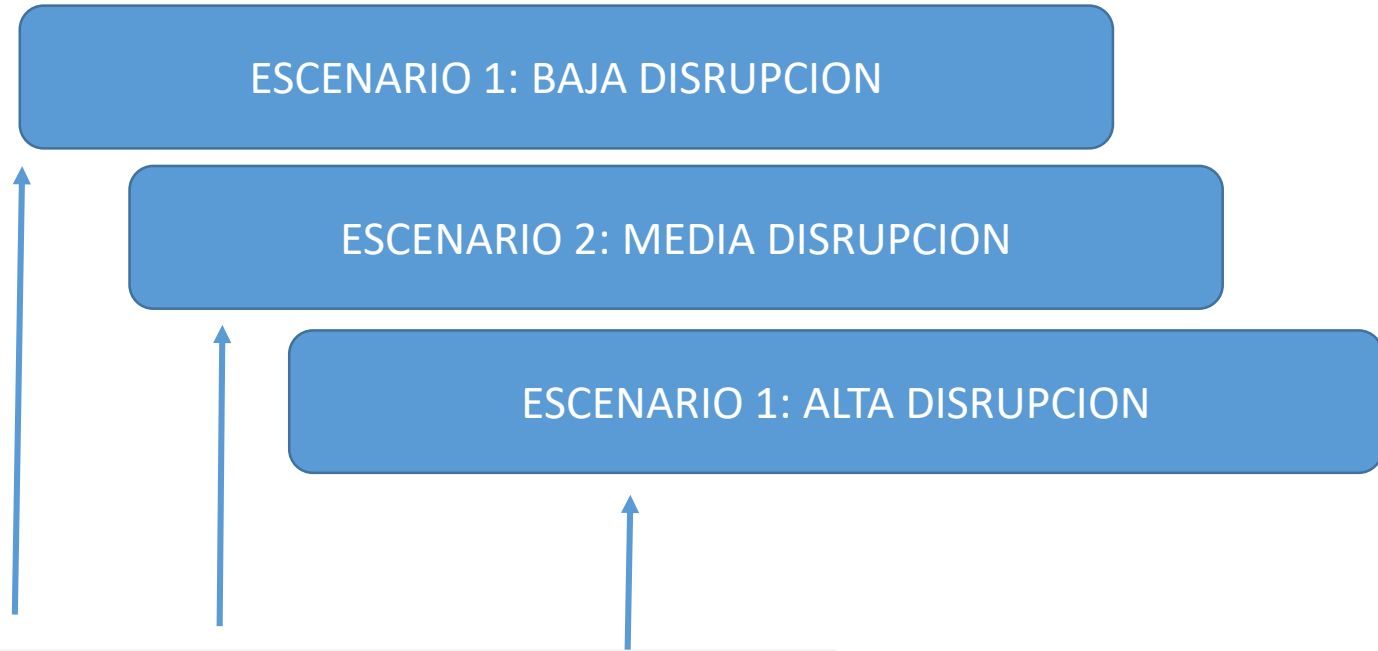 ESCENARIO 1: BAJA DISRUPCION
ESCENARIO 2: MEDIA DISRUPCION
ESCENARIO 1: ALTA DISRUPCION